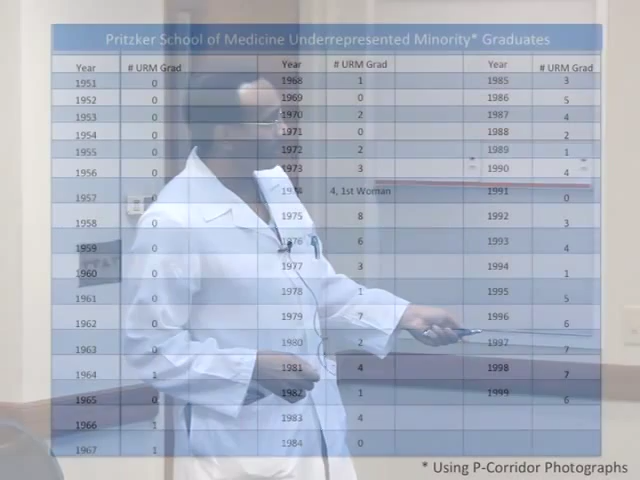 Pritzker School of Medicine Underrepresented Minority* Graduates
Year # URM Grad Year # URM Grad Year # URM Grad
1951 0 1968 1 1985 3
1952 0 1969 0 1986 5
1953 0 1970 2 1987 4
1954 0 1971 0 1988 2
1955 0 1972 2 1989 1
1956 0 1973 3 1990 4
1957 0 1974 4, 1st Woman 1991 0
1958 0 1975 8 1992 3
1959 0 1976 6 1993 4
1960 0 1977 3 1994 1
1961 0 1978 1 1995 5
1962 0 1979 7 1996 6
1963 0 1980 2 1997 7
1964 1 1981 4 1998 7
1965 0 1982 1 1999 6
1966 1 1983 4
1967 1 1984 0
* Using P-Corridor Photographs